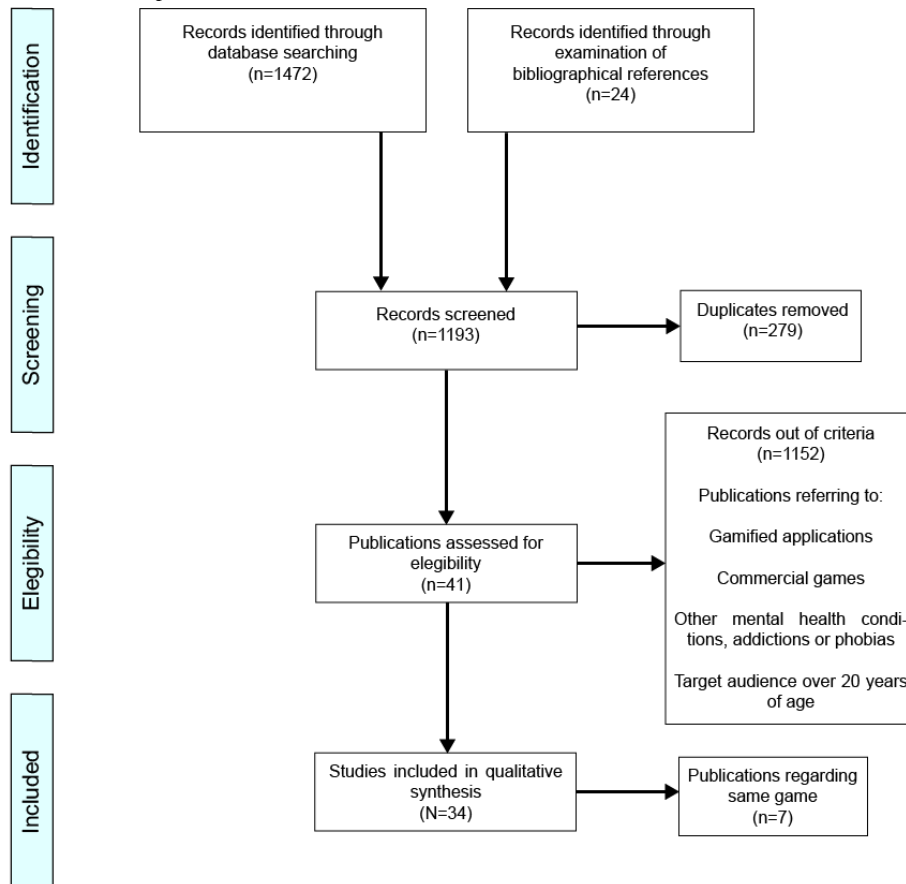 Identification
Records identified through
database searching
(n=1472)
Records identified through
examination of
bibliographical references
(n=24)
Screening
Records screened
(n=1193)
Duplicates removed
(n=279)
Elegibility
Publications assessed for
elegibility
(n=41)
Records out of criteria
(n=1152)
Publications referring to:
Gamified applications
Commercial games
Other mental health condi-
tions, addictions or phobias
Target audience over 20 years
of age
Included
Studies included in qualitative
synthesis
(N=34)
Publications regarding
same game
(n=7)